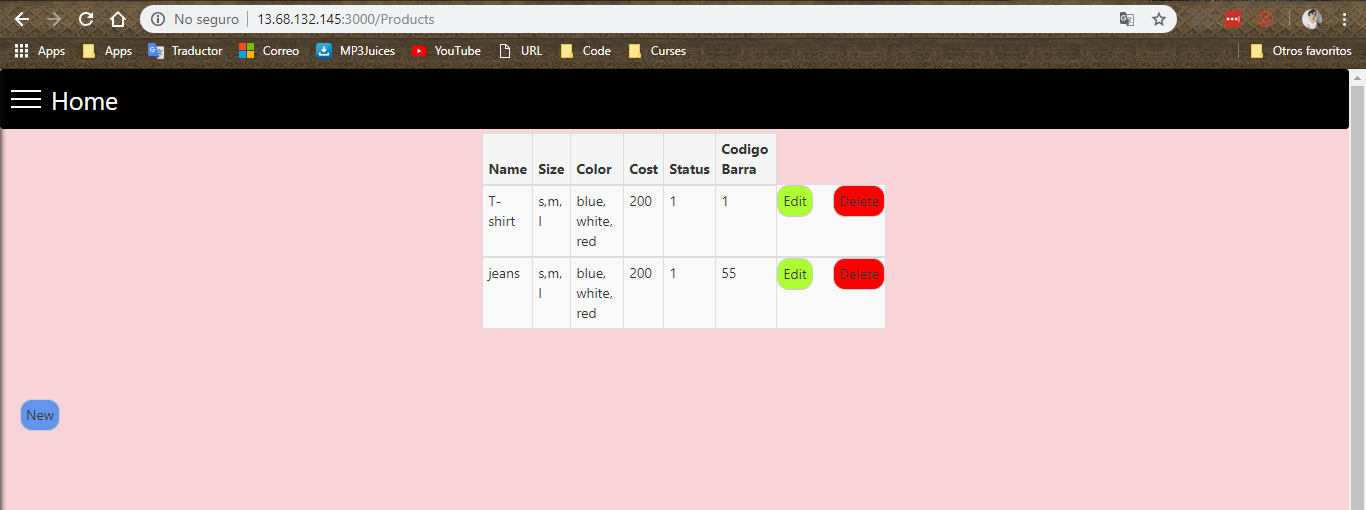 No seguro | 13.68.132.145:3000/Products
Apps Apps Traductor Correo MP3Juices YouTube URL Code Curses Otros favoritos
Home
Name Size Color Cost Status Codigo
Barra
T- s,m, blue, 200 1 1 Edit Delete
shirt l white,
red
jeans s,m, blue, 200 1 55 Edit Delete
l white,
red
New